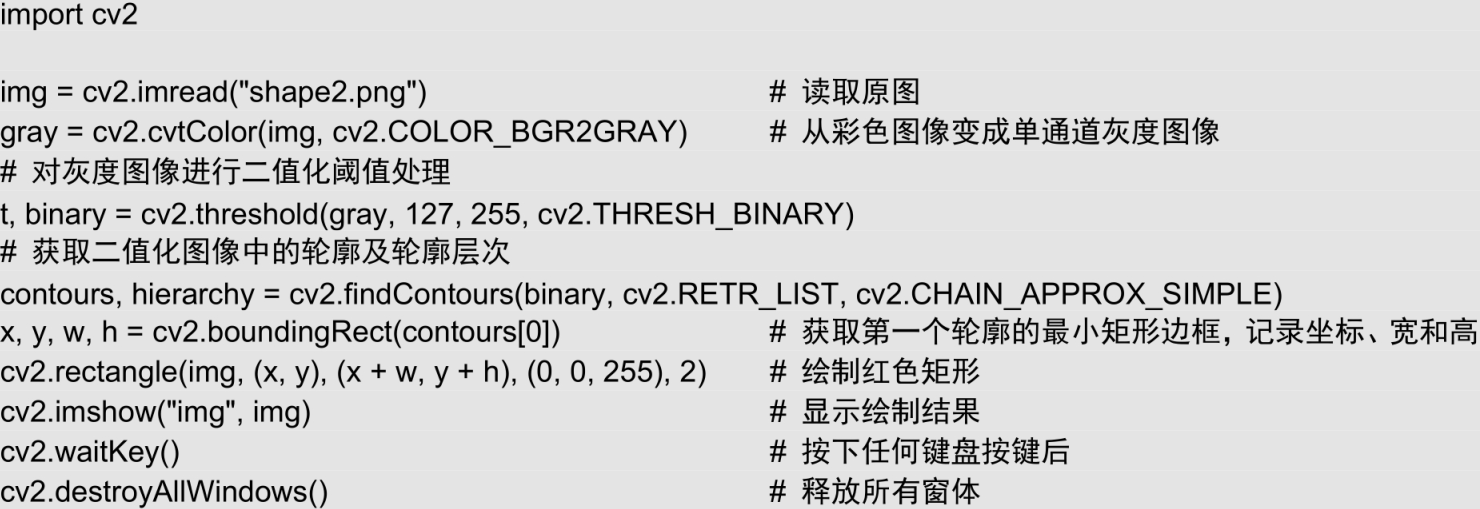 import cv2
img = cv2.imread("shape2.png") # 读取原图
gray = cv2.cvtColor(img, cv2.COLOR_BGR2GRAY) # 从彩色图像变成单通道灰度图像
# 对灰度图像进行二值化阈值处理
t, binary = cv2.threshold(gray, 127, 255, cv2.THRESH_BINARY)
# 获取二值化图像中的轮廓及轮廓层次
contours, hierarchy = cv2.findContours(binary, cv2.RETR_LIST, cv2.CHAIN_APPROX_SIMPLE)
x, y, w, h = cv2.boundingRect(contours[0]) # 获取第一个轮廓的最小矩形边框，记录坐标、宽和高
cv2.rectangle(img, (x, y), (x + w, y + h), (0, 0, 255), 2) # 绘制红色矩形
cv2.imshow("img", img) # 显示绘制结果
cv2.waitKey() # 按下任何键盘按键后
cv2.destroyAllWindows() # 释放所有窗体